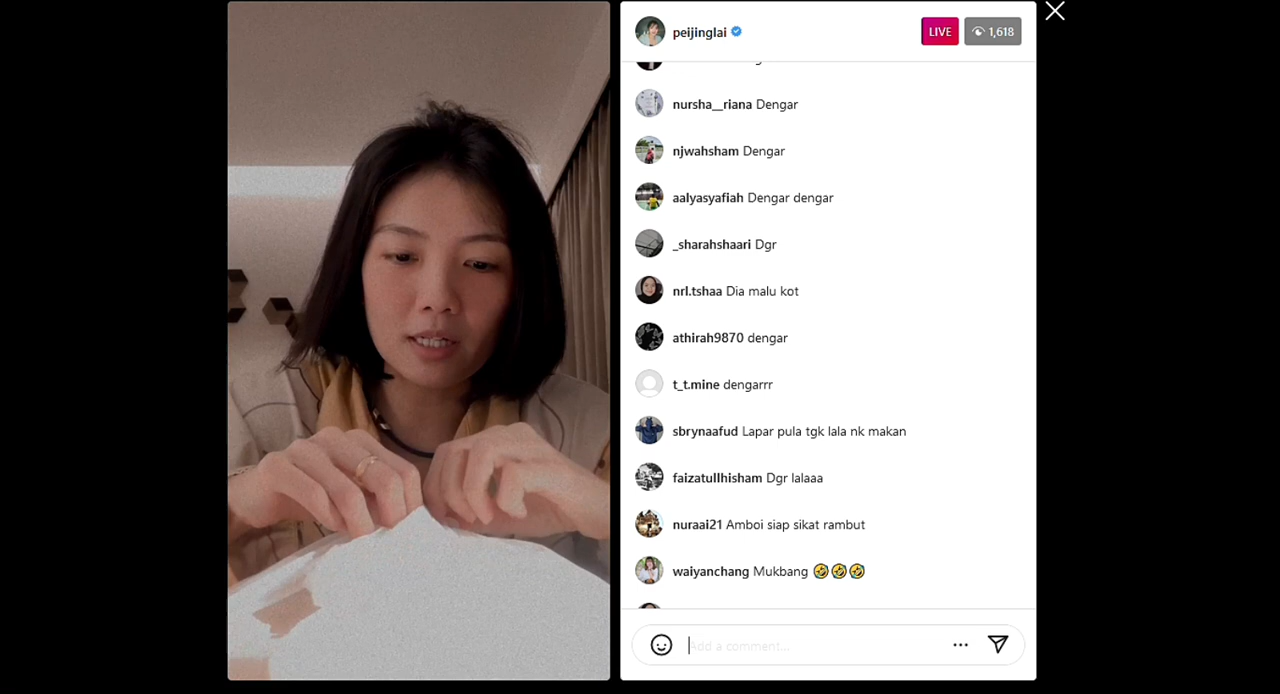 peijinglai
LIVE
1,618
nursha__riana Dengar
njwahsham Dengar
aalyasyafiah Dengar dengar
_sharahshaari Dgr
nrl.tshaa Dia malu kot
athirah9870 dengar
t_t.mine dengarrr
sbrynaafud Lapar pula tgk lala nk makan
faizatullhisham Dgr lalaaa
nuraai21 Amboi siap sikat rambut
waiyanchang Mukbang 🤣🤣🤣
Add a comment...